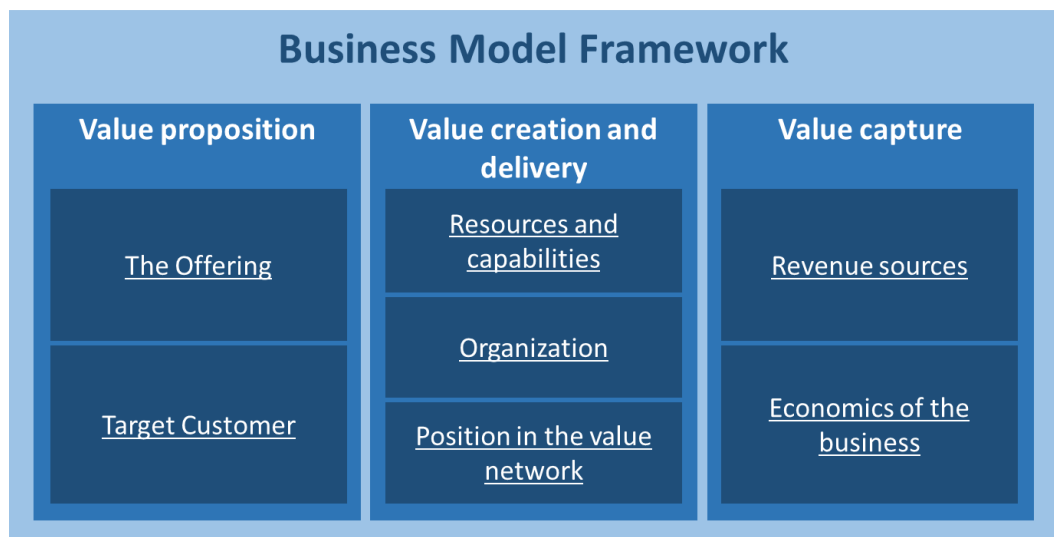 Business Model Framework
Value proposition
The Offering
Target Customer
Value creation and
delivery
Resources and
capabilities
Organization
Position in the value
network
Value capture
Revenue sources
Economics of the
business